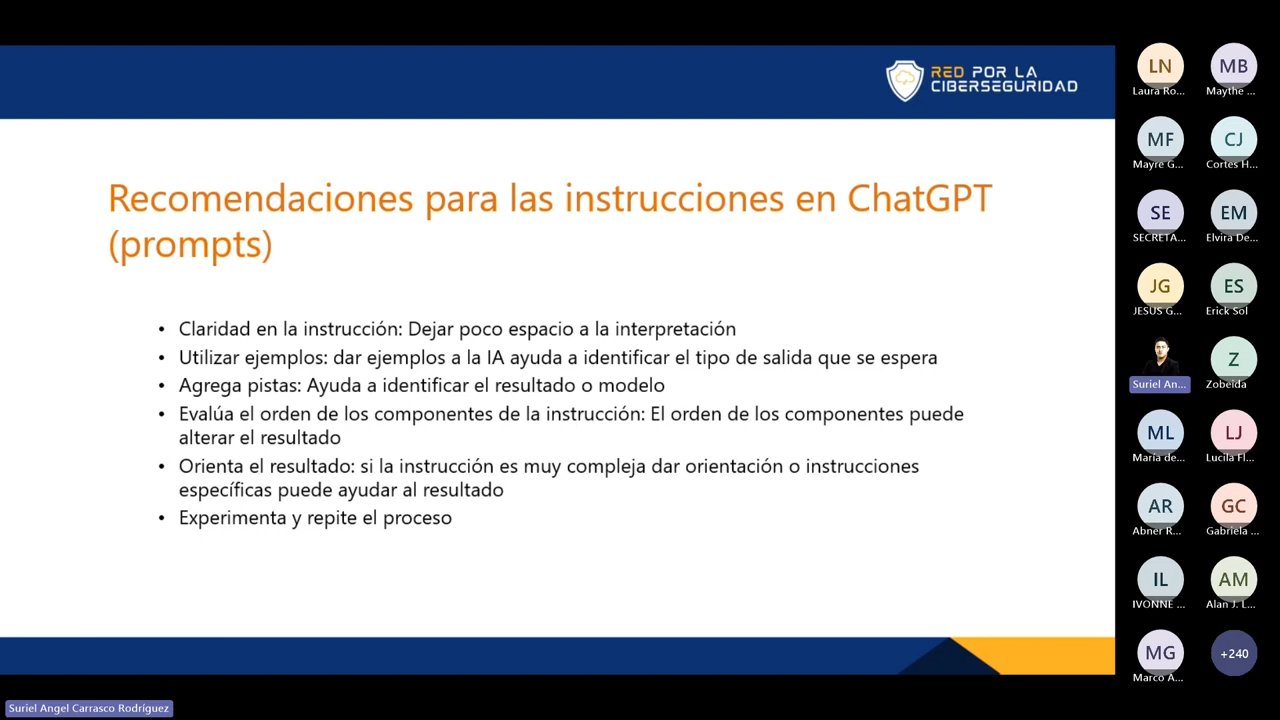 RED POR LA
CIBERSEGURIDAD
Recomendaciones para las instrucciones en ChatGPT
(prompts)
• Claridad en la instrucción: Dejar poco espacio a la interpretación
• Utilizar ejemplos: dar ejemplos a la IA ayuda a identificar el tipo de salida que se espera
• Agrega pistas: Ayuda a identificar el resultado o modelo
• Evalúa el orden de los componentes de la instrucción: El orden de los componentes puede
alterar el resultado
• Orienta el resultado: si la instrucción es muy compleja dar orientación o instrucciones
específicas puede ayudar al resultado
• Experimenta y repite el proceso
LN MB
Laura Ro... Maythe ...
MF CJ
Mayre G... Cortes H...
SE EM
SECRETA... Elvira De...
JG ES
JESUS G... Erick Sol
Z
Suriel An... Zobeida
ML LJ
Maria de... Lucila Fl...
AR GC
Abner R... Gabriela ...
IL AM
IVONNE ... Alan J. L...
MG +240
Marco A...
Suriel Angel Carrasco Rodríguez